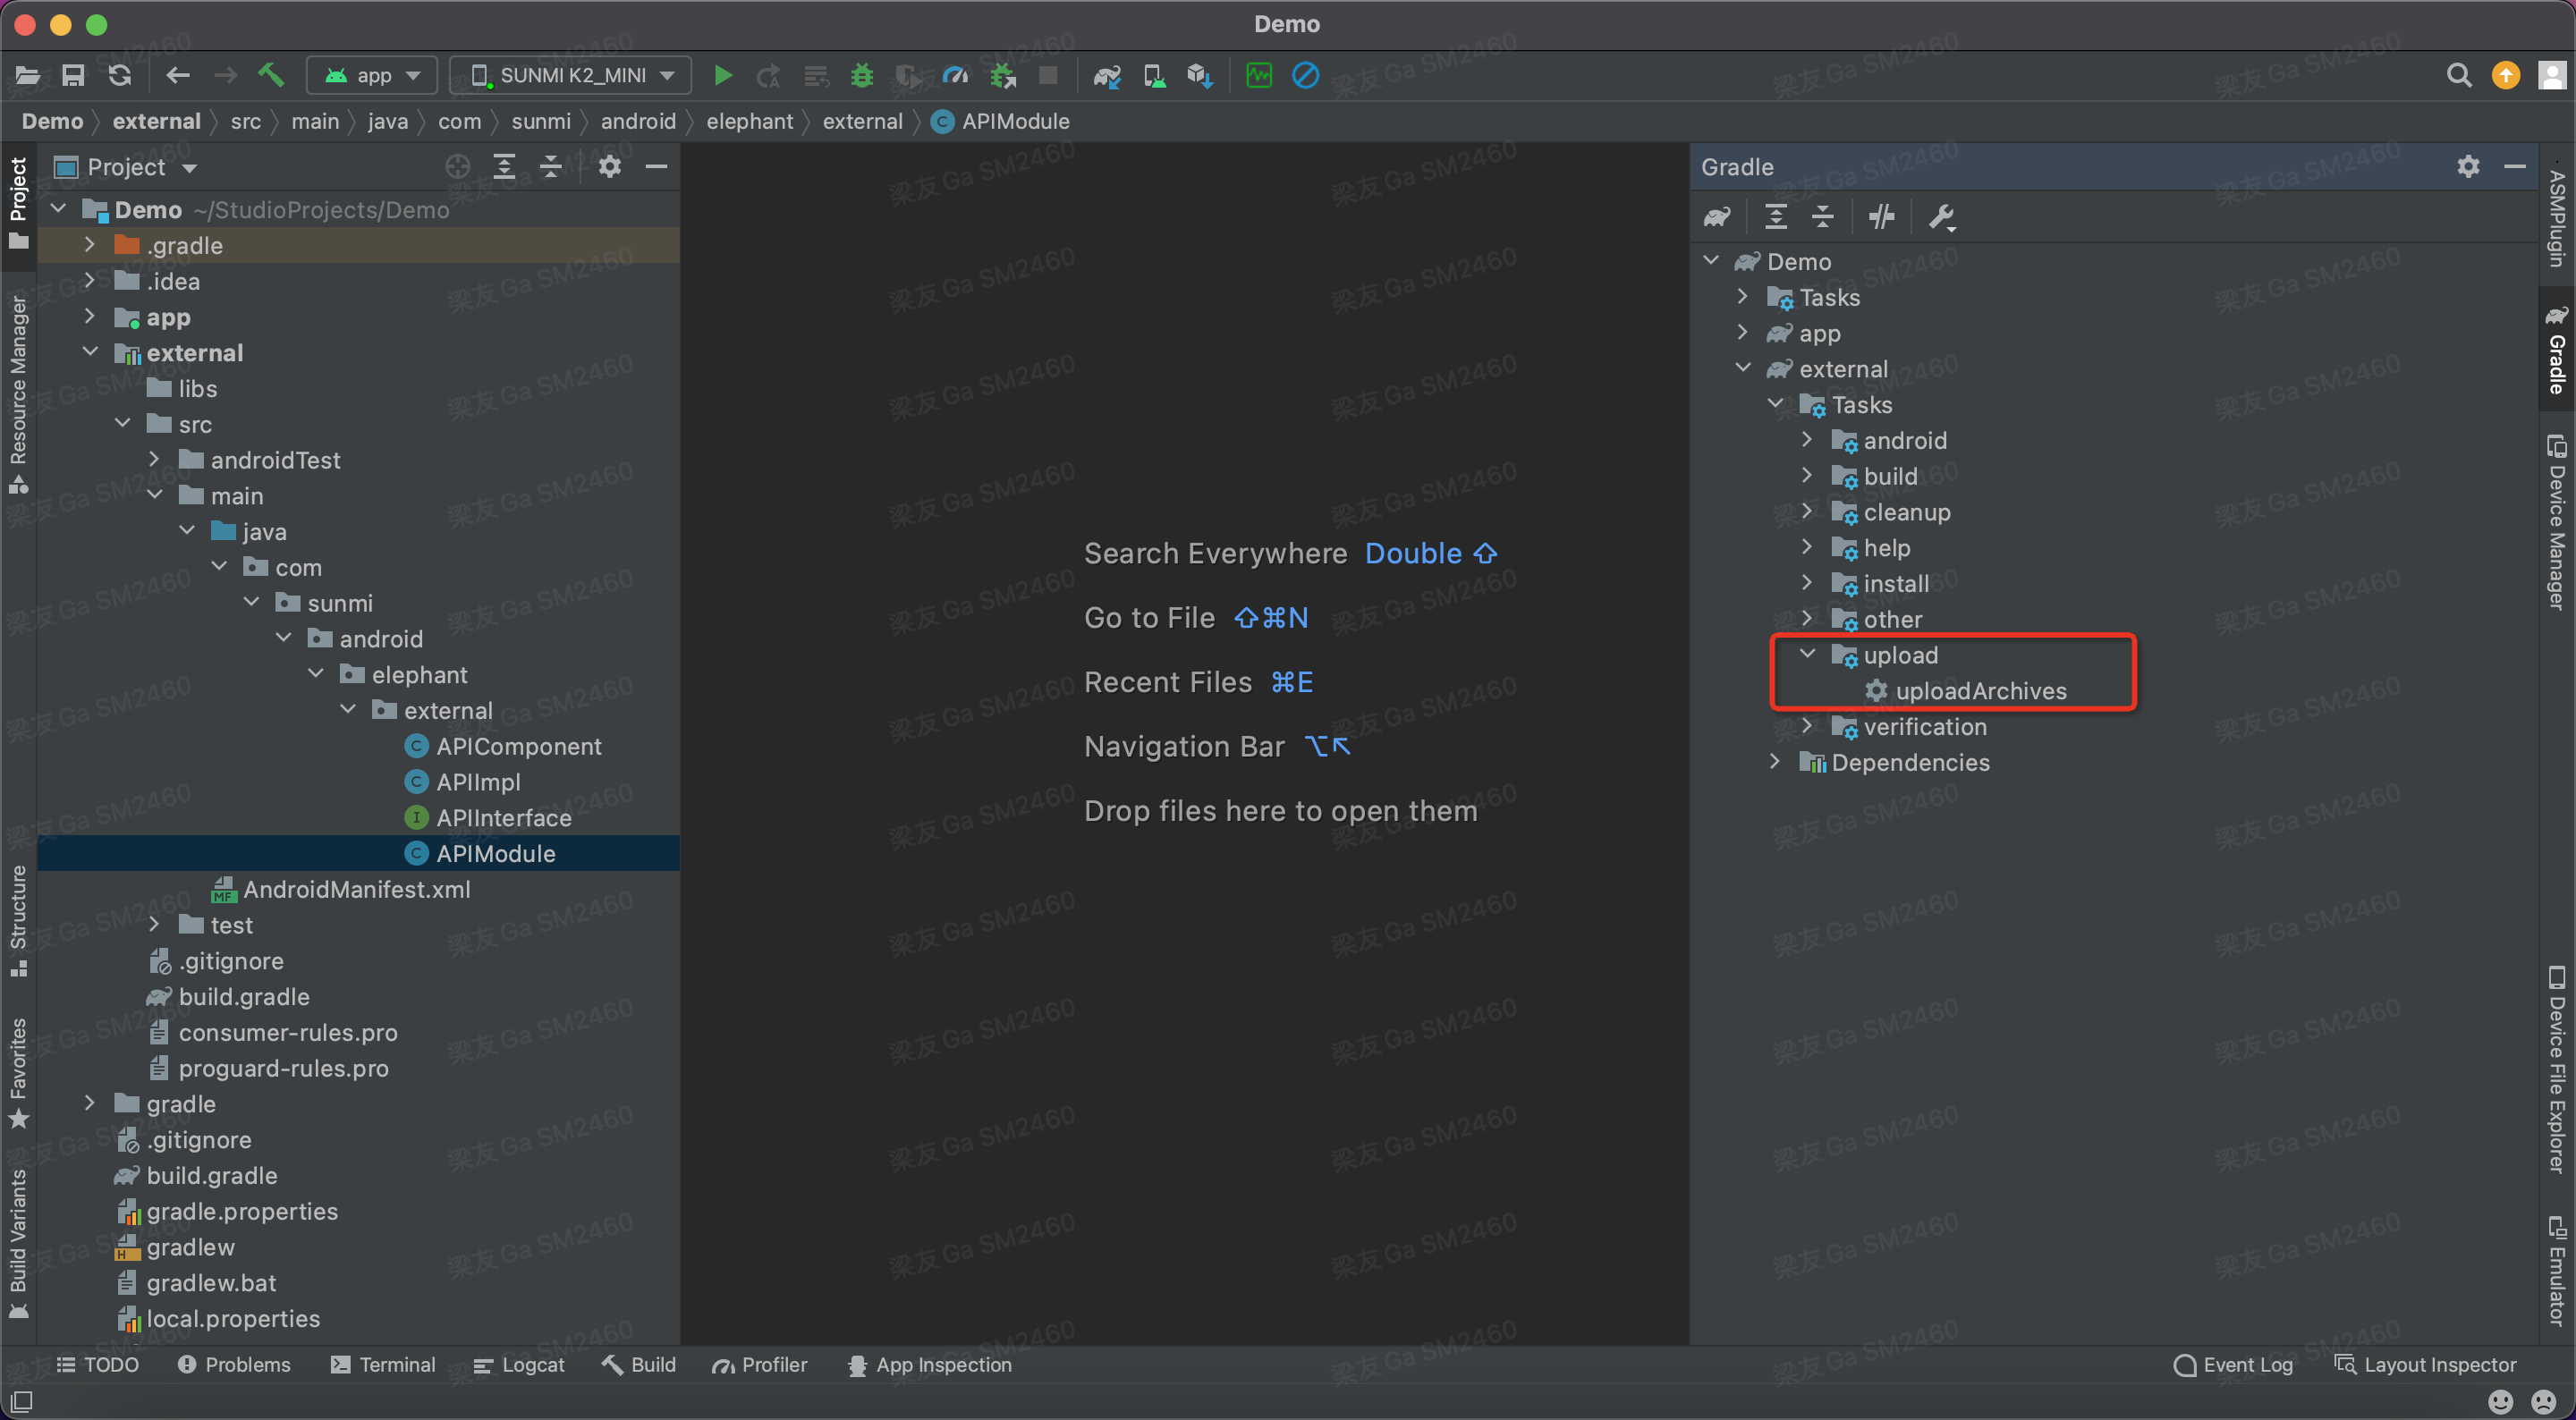 Demo
app
SUNMI K2_MINI
Demo external src main java com sunmi android elephant external APIModule
Project
Resource Manager
Structure
Favorites
Build Variants
Project
Demo ~/StudioProjects/Demo
.gradle
.idea
app
external
libs
src
androidTest
main
java
com
sunmi
android
elephant
external
APIComponent
APIImpl
APIInterface
APIModule
AndroidManifest.xml
test
.gitignore
build.gradle
consumer-rules.pro
proguard-rules.pro
gradle
.gitignore
build.gradle
gradle.properties
gradlew
gradlew.bat
local.properties
Search Everywhere Double ⇧
Go to File ⇧⌘N
Recent Files ⌘E
Navigation Bar ⌥↖
Drop files here to open them
Gradle
Demo
Tasks
app
external
Tasks
android
build
cleanup
help
install
other
upload
uploadArchives
verification
Dependencies
ASMPlugin
Gradle
Device Manager
Device File Explorer
Emulator
TODO
Problems
Terminal
Logcat
Build
Profiler
App Inspection
Event Log
Layout Inspector
梁友 Ga SM2460